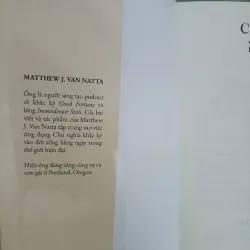 MATTHEW J. VAN NATTA
Ông là người sáng tạo podcast
về khắc kỷ Good Fortune và
blog Immoderate Stoic. Các bài
viết và tác phẩm của Matthew
J. Van Natta tập trung vào việc
ứng dụng Chủ nghĩa khắc kỷ
vào đời sống hằng ngày trong
thế giới hiện đại.
Hiện ông đang sống cùng vợ và
con gái ở Portland, Oregon
C